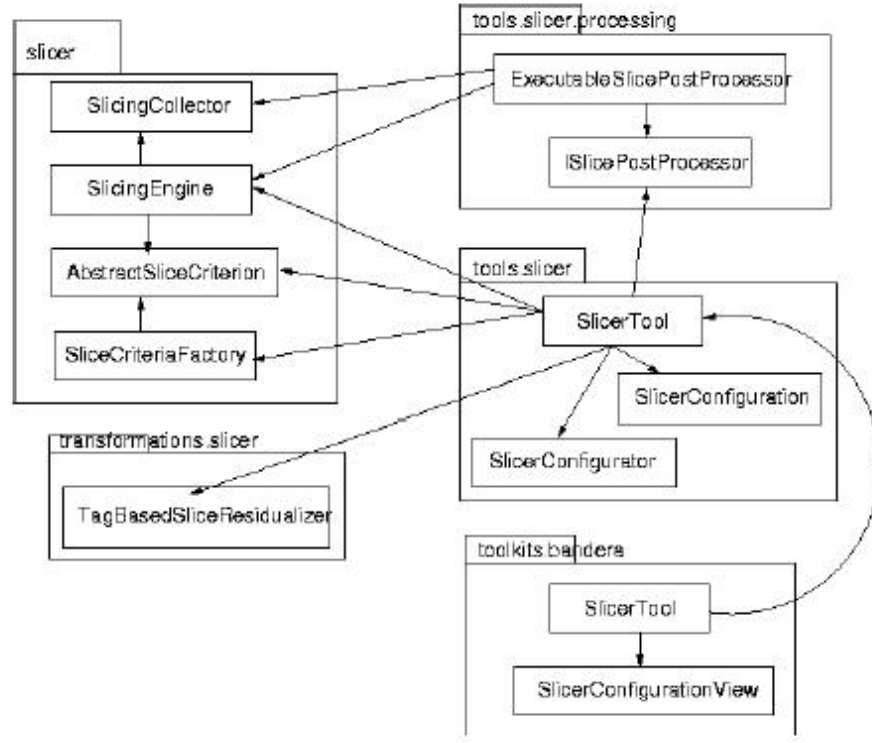 slicer
SlicingCollector
SlicingEngine
AbstractSliceCriterion
SliceCriteriaFactory
tools.slicer.processing
ExecutableSlicePostProcessor
ISlicePostProcessor
tools.slicer
SlicerTool
SlicerConfiguration
SlicerConfigurator
transformations.slicer
TagBasedSliceResidualizer
toolkits.bandera
SlicerTool
SlicerConfigurationView